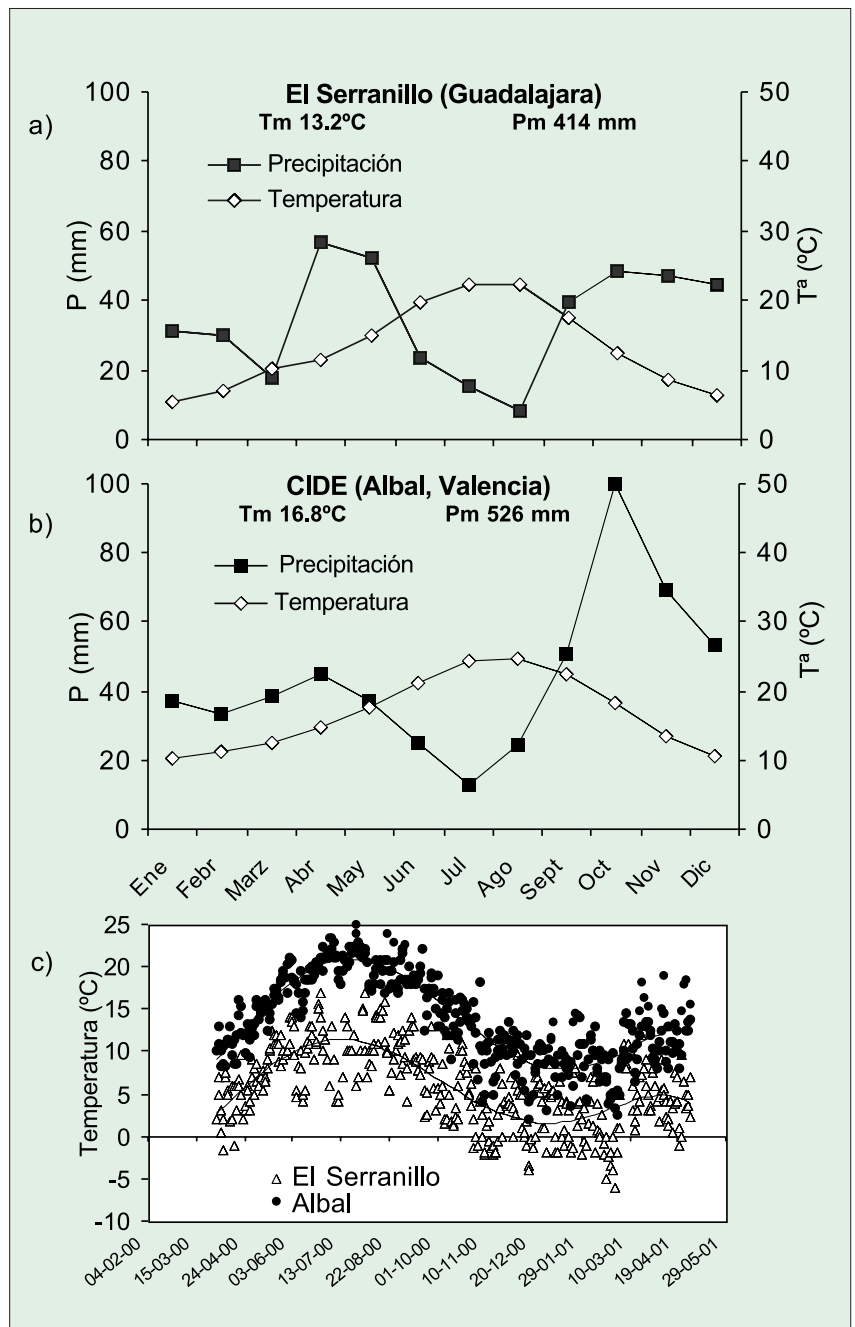 a)
El Serranillo (Guadalajara)
Tm 13.2ºC Pm 414 mm
Precipitación
Temperatura
P (mm)
100
80
60
40
20
0
Tª (ºC)
50
40
30
20
10
0
b)
CIDE (Albal, Valencia)
Tm 16.8ºC Pm 526 mm
Precipitación
Temperatura
P (mm)
100
80
60
40
20
0
Tª (ºC)
50
40
30
20
10
0
Ene Febr Marz Abr May Jun Jul Ago Sept Oct Nov Dic
c)
Temperatura (ºC)
25
20
15
10
5
0
-5
-10
El Serranillo
Albal
04-02-00 15-03-00 24-04-00 03-06-00 13-07-00 22-08-00 01-10-00 10-11-00 20-12-00 29-01-01 10-03-01 19-04-01 29-05-01